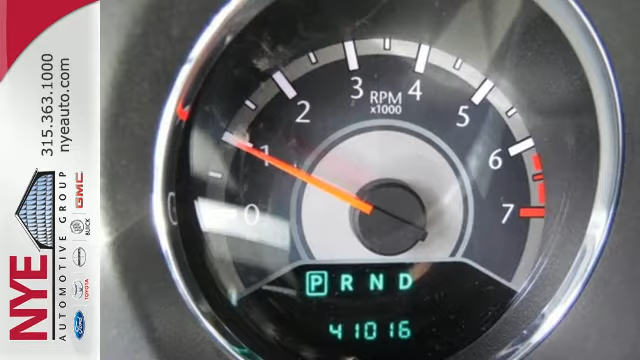 315.363.1000
nyeauto.com
NYE
AUTOMOTIVE GROUP
GMC
BUICK
TOYOTA
Ford
0
1
2
3
4
5
6
7
RPM
x1000
P R N D
41016